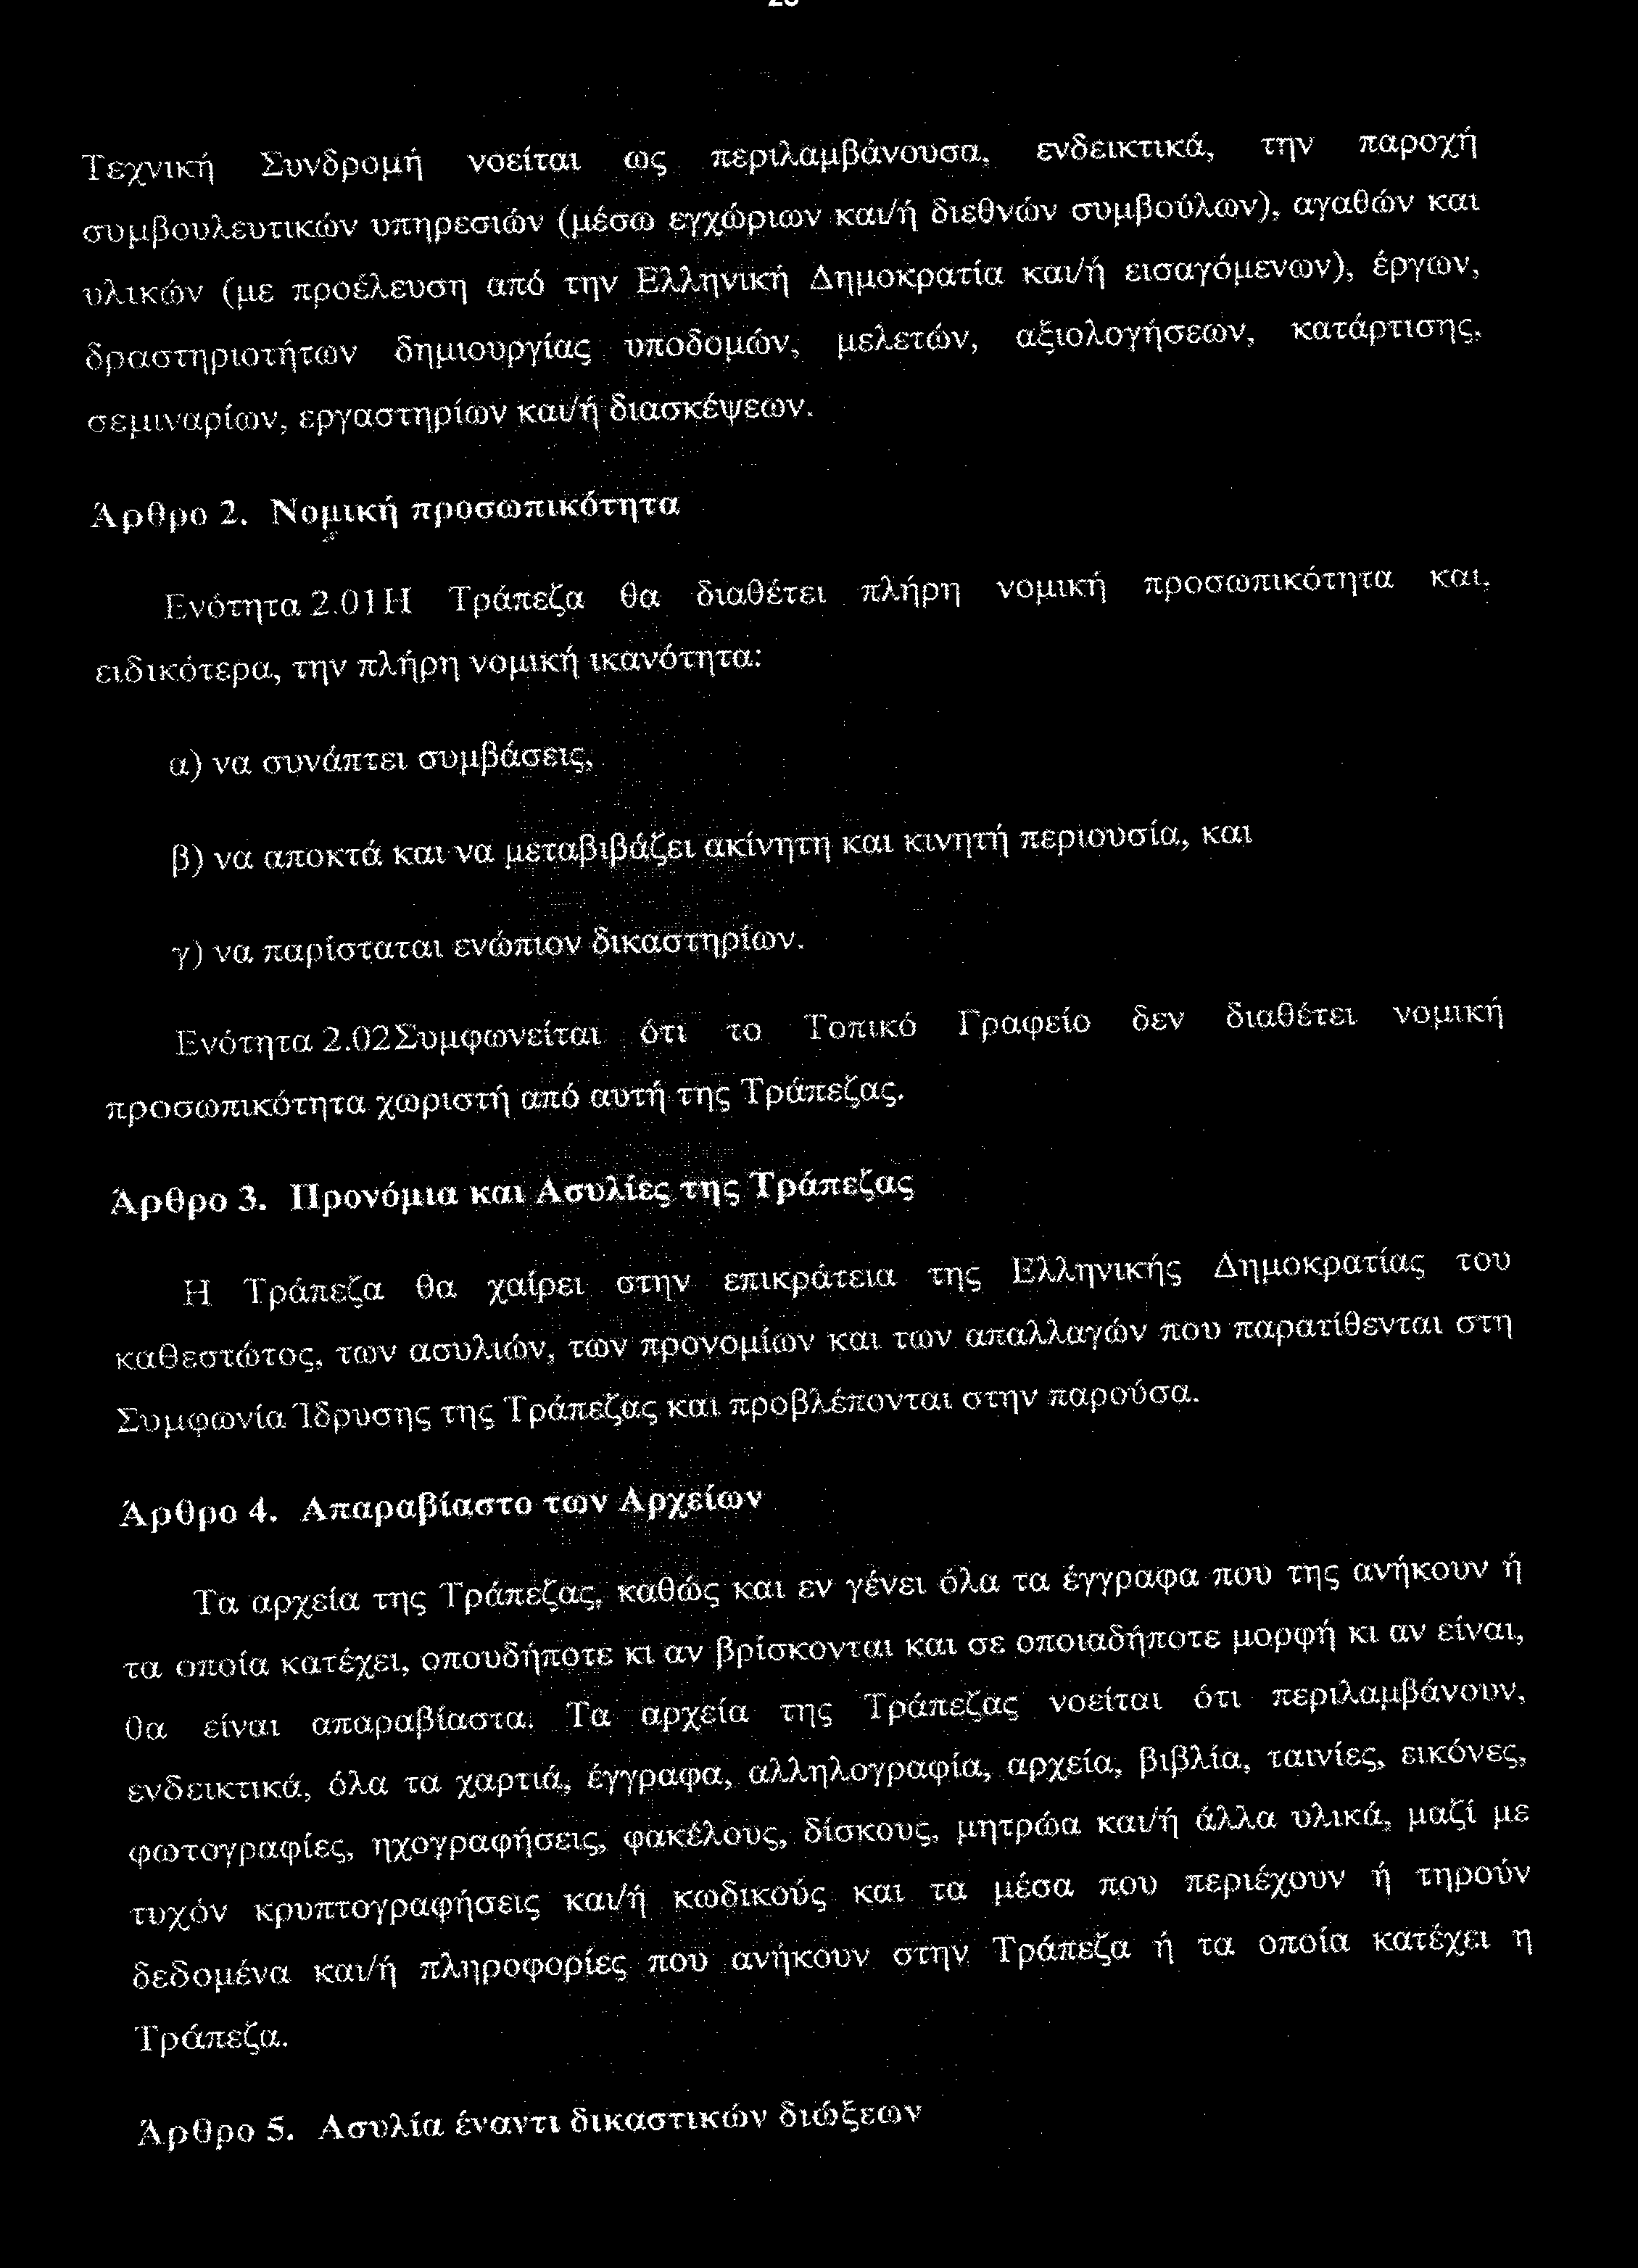 Τεχνική Συνδρομή νοείται ως περιλαμβάνουσα, ενδεικτικά, την παροχή
συμβουλευτικών υπηρεσιών (μέσω εγχώριων και/ή διεθνών συμβούλων), αγαθών και
υλικών (με προέλευση από την Ελληνική Δημοκρατία και/ή εισαγόμενων), έργων,
δραστηριοτήτων δημιουργίας υποδομών, μελετών, αξιολογήσεων, κατάρτισης,
σεμιναρίων, εργαστηρίων και/ή διασκέψεων.
Άρθρο 2. Νομική προσωπικότητα
Ενότητα 2.01Η Τράπεζα θα διαθέτει πλήρη νομική προσωπικότητα και,
ειδικότερα, την πλήρη νομική ικανότητα:
α) να συνάπτει συμβάσεις,
β) να αποκτά και να μεταβιβάζει ακίνητη και κινητή περιουσία, και
γ) να παρίσταται ενώπιον δικαστηρίων.
Ενότητα 2.02Συμφωνείται ότι το Τοπικό Γραφείο δεν διαθέτει νομική
προσωπικότητα χωριστή από αυτή της Τράπεζας.
Άρθρο 3. Προνόμια και Ασυλίες της Τράπεζας
Η Τράπεζα θα χαίρει στην επικράτεια της Ελληνικής Δημοκρατίας του
καθεστώτος, των ασυλιών, των προνομίων και των απαλλαγών που παρατίθενται στη
Συμφωνία Ίδρυσης της Τράπεζας και προβλέπονται στην παρούσα.
Άρθρο 4. Απαραβίαστο των Αρχείων
Τα αρχεία της Τράπεζας, καθώς και εν γένει όλα τα έγγραφα που της ανήκουν ή
τα οποία κατέχει, οπουδήποτε κι αν βρίσκονται και σε οποιαδήποτε μορφή κι αν είναι,
θα είναι απαραβίαστα. Τα αρχεία της Τράπεζας νοείται ότι περιλαμβάνουν,
ενδεικτικά, όλα τα χαρτιά, έγγραφα, αλληλογραφία, αρχεία, βιβλία, ταινίες, εικόνες,
φωτογραφίες, ηχογραφήσεις, φακέλους, δίσκους, μητρώα και/ή άλλα υλικά, μαζί με
τυχόν κρυπτογραφήσεις και/ή κωδικούς και τα μέσα που περιέχουν ή τηρούν
δεδομένα και/ή πληροφορίες που ανήκουν στην Τράπεζα ή τα οποία κατέχει η
Τράπεζα.
Άρθρο 5. Ασυλία έναντι δικαστικών διώξεων